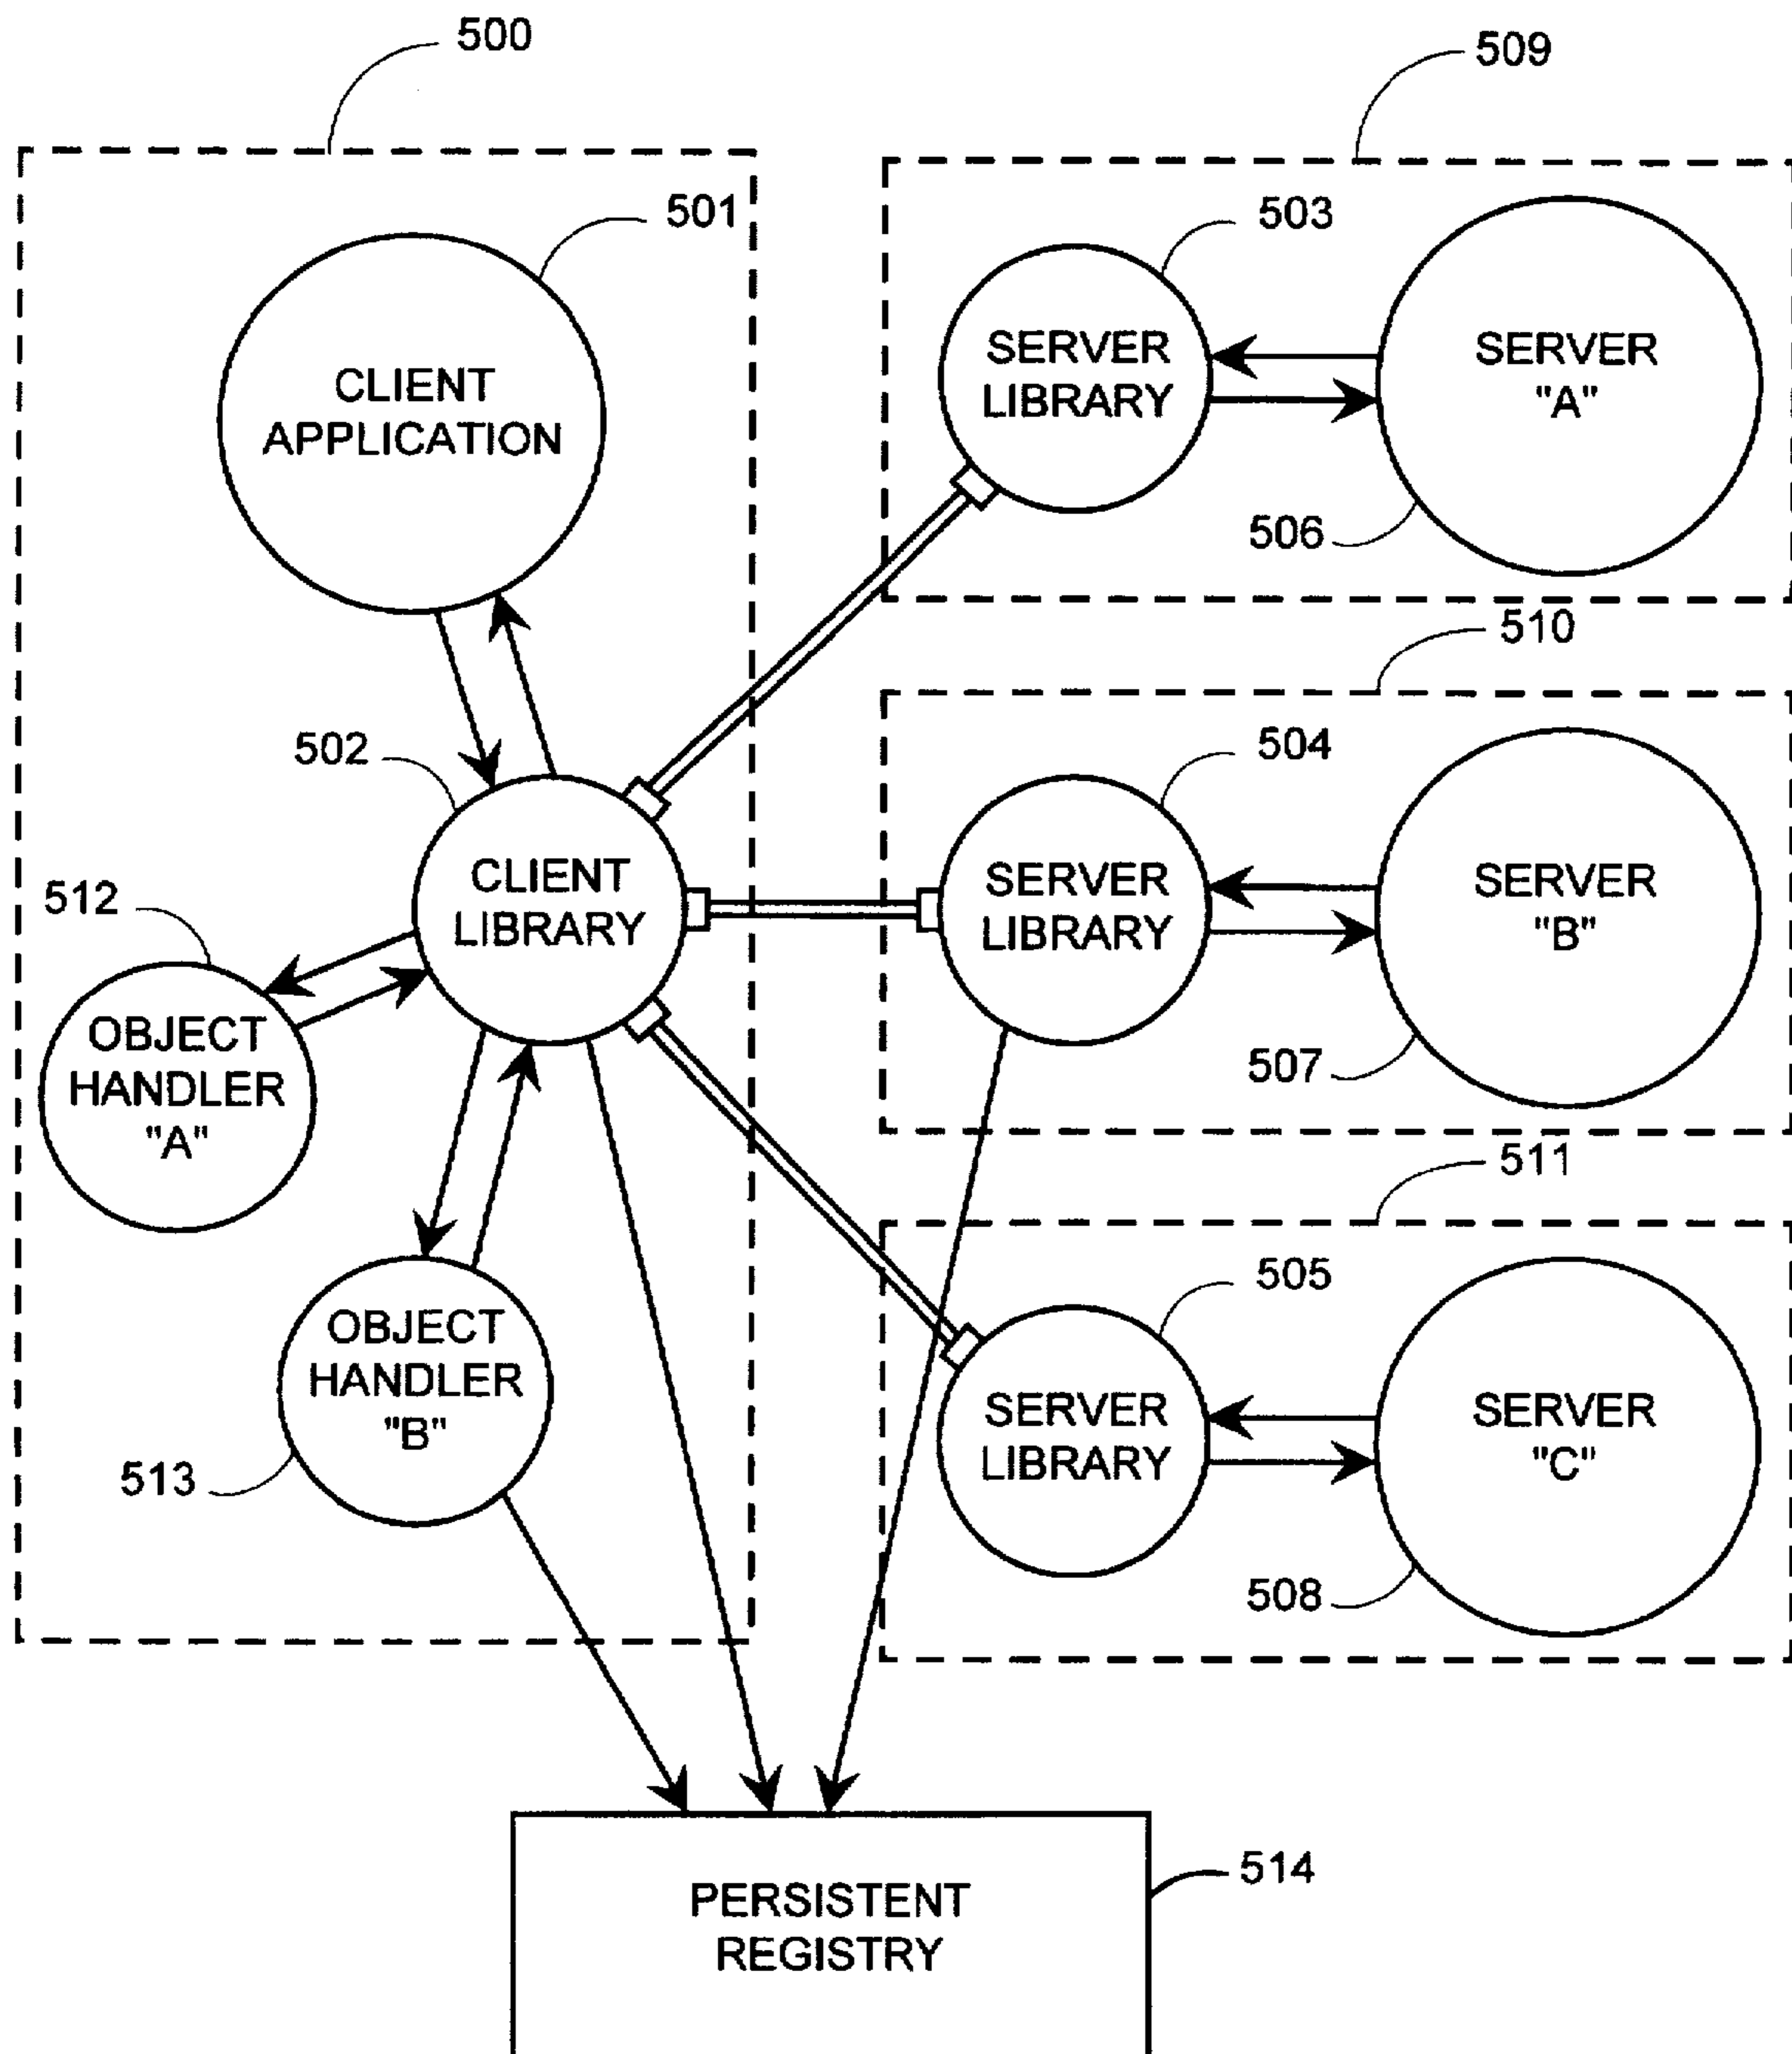 500
509
501
503
CLIENT
APPLICATION
SERVER
LIBRARY
SERVER
"A"
506
510
502
504
CLIENT
LIBRARY
SERVER
LIBRARY
SERVER
"B"
512
507
OBJECT
HANDLER
"A"
511
505
OBJECT
HANDLER
"B"
513
SERVER
LIBRARY
SERVER
"C"
508
514
PERSISTENT
REGISTRY